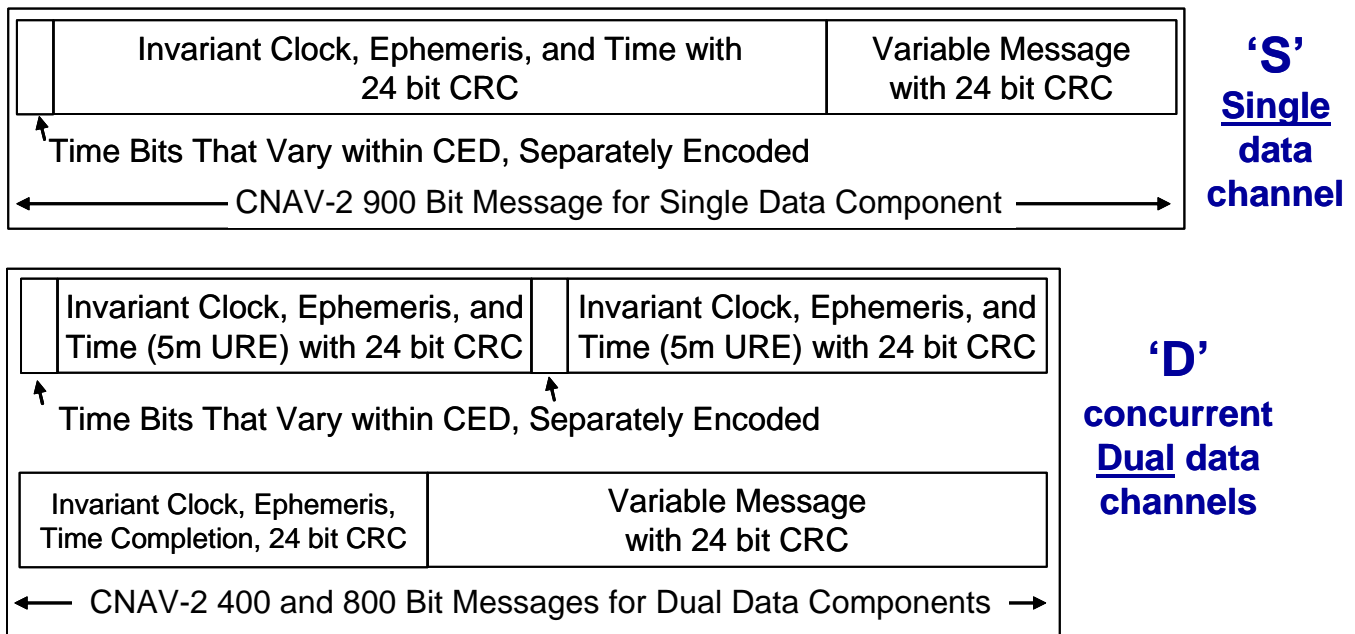 Invariant Clock, Ephemeris, and Time with
24 bit CRC
Variable Message
with 24 bit CRC
Time Bits That Vary within CED, Separately Encoded
CNAV-2 900 Bit Message for Single Data Component
‘S’
Single
data
channel
Invariant Clock, Ephemeris, and
Time (5m URE) with 24 bit CRC
Invariant Clock, Ephemeris, and
Time (5m URE) with 24 bit CRC
Time Bits That Vary within CED, Separately Encoded
Invariant Clock, Ephemeris,
Time Completion, 24 bit CRC
Variable Message
with 24 bit CRC
CNAV-2 400 and 800 Bit Messages for Dual Data Components
‘D’
concurrent
Dual data
channels